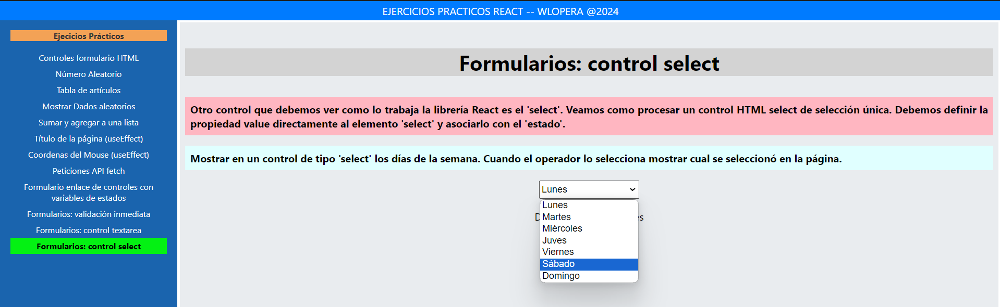 EJERCICIOS PRACTICOS REACT -- WLOPERA @2024
Ejecicios Prácticos
Controles formulario HTML
Número Aleatorio
Tabla de artículos
Mostrar Dados aleatorios
Sumar y agregar a una lista
Título de la página (useEffect)
Coordenas del Mouse (useEffect)
Peticiones API fetch
Formulario enlace de controles con
variables de estados
Formularios: validación inmediata
Formularios: control textarea
Formularios: control select
Formularios: control select
Otro control que debemos ver como lo trabaja la librería React es el 'select'. Veamos como procesar un control HTML select de selección única. Debemos definir la
propiedad value directamente al elemento 'select' y asociarlo con el 'estado'.
Mostrar en un control de tipo 'select' los días de la semana. Cuando el operador lo selecciona mostrar cual se seleccionó en la página.
Lunes
Lunes
Martes
Miércoles
Juves
Viernes
Sábado
Domingo